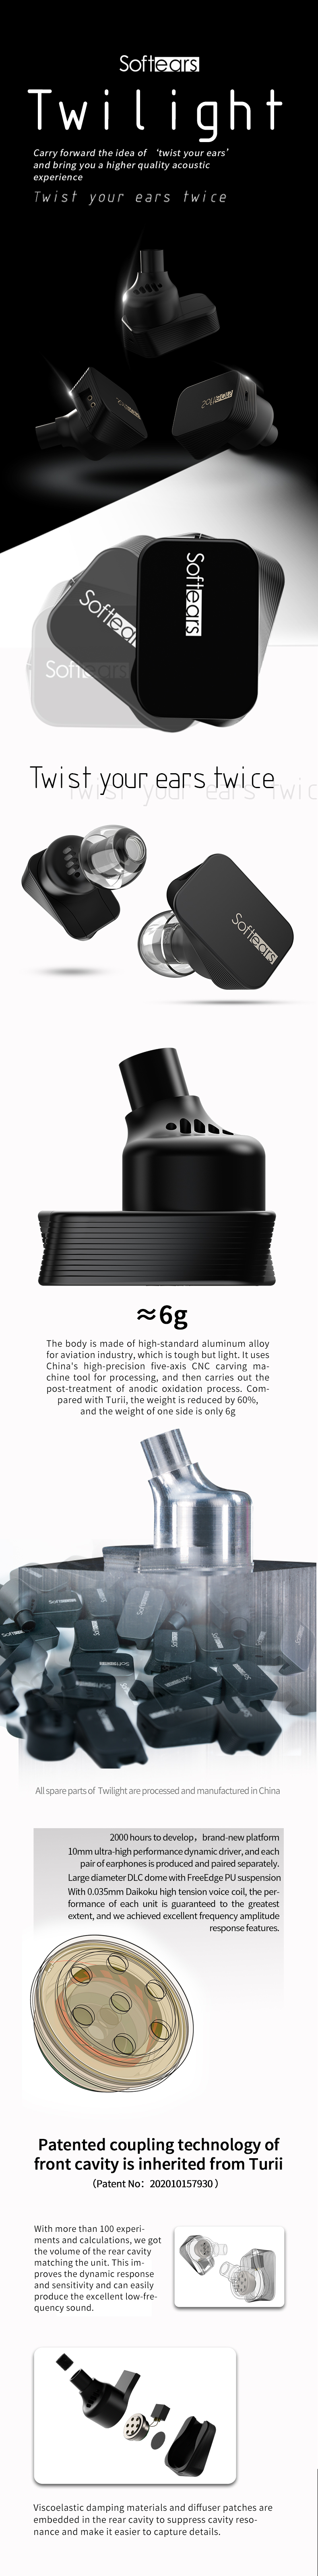 Softears
Twilight
Carry forward the idea of ‘twist your ears’
and bring you a higher quality acoustic
experience
Twist your ears twice
Softears
Softears
Softears
Twist your ears twice
Softears
≈6g
The body is made of high-standard aluminum alloy
for aviation industry, which is tough but light. It uses
China's high-precision five-axis CNC carving ma-
chine tool for processing, and then carries out the
post-treatment of anodic oxidation process. Com-
pared with Turii, the weight is reduced by 60%,
and the weight of one side is only 6g
All spare parts of Twilight are processed and manufactured in China
2000 hours to develop，brand-new platform
10mm ultra-high performance dynamic driver, and each
pair of earphones is produced and paired separately.
Large diameter DLC dome with FreeEdge PU suspension
With 0.035mm Daikoku high tension voice coil, the per-
formance of each unit is guaranteed to the greatest
extent, and we achieved excellent frequency amplitude
response features.
Patented coupling technology of
front cavity is inherited from Turii
（Patent No：202010157930 ）
With more than 100 experi-
ments and calculations, we got
the volume of the rear cavity
matching the unit. This im-
proves the dynamic response
and sensitivity and can easily
produce the excellent low-fre-
quency sound.
Viscoelastic damping materials and diffuser patches are
embedded in the rear cavity to suppress cavity reso-
nance and make it easier to capture details.